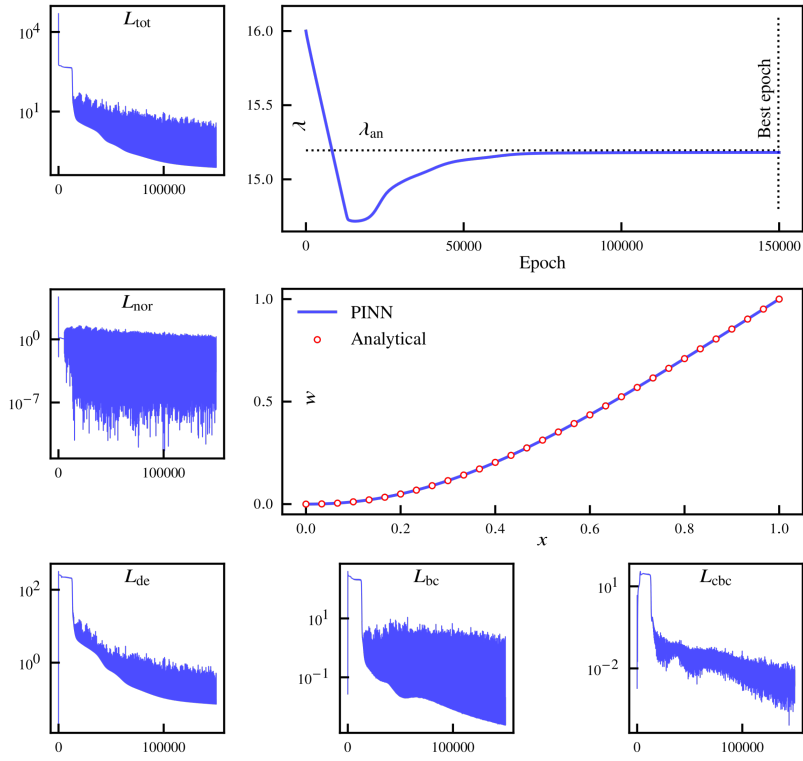 L_tot
10^4
10^1
0
100000
16.0
15.5
15.0
λ
λ_an
Best epoch
0
50000
100000
150000
Epoch
L_nor
10^0
10^-7
0
100000
1.0
0.5
0.0
w
PINN
Analytical
0.0
0.2
0.4
0.6
0.8
1.0
x
L_de
10^2
10^0
0
100000
L_bc
10^1
10^-1
0
100000
L_cbc
10^1
10^-2
0
100000